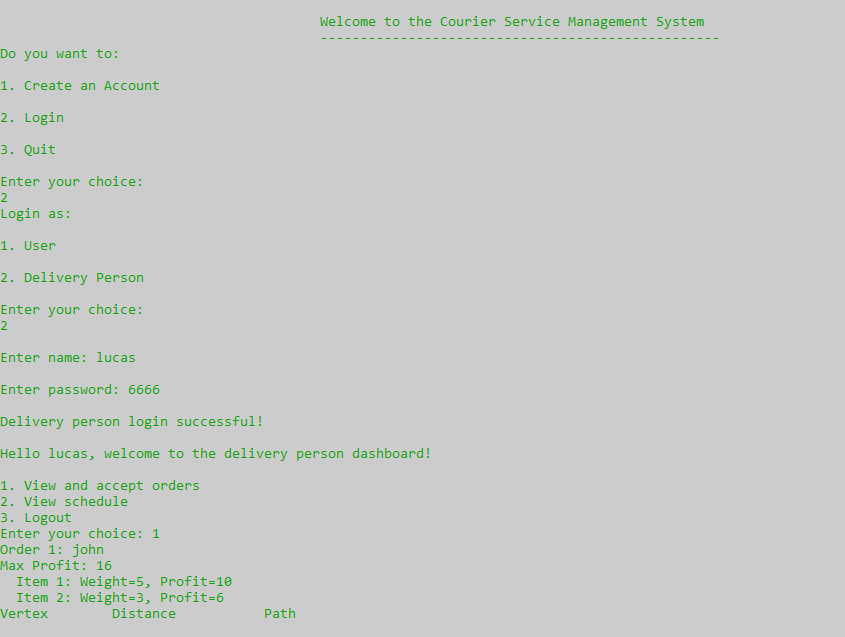 Welcome to the Courier Service Management System
--------------------------------------------------
Do you want to:
1. Create an Account
2. Login
3. Quit
Enter your choice:
2
Login as:
1. User
2. Delivery Person
Enter your choice:
2
Enter name: lucas
Enter password: 6666
Delivery person login successful!
Hello lucas, welcome to the delivery person dashboard!
1. View and accept orders
2. View schedule
3. Logout
Enter your choice: 1
Order 1: john
Max Profit: 16
  Item 1: Weight=5, Profit=10
  Item 2: Weight=3, Profit=6
Vertex        Distance           Path